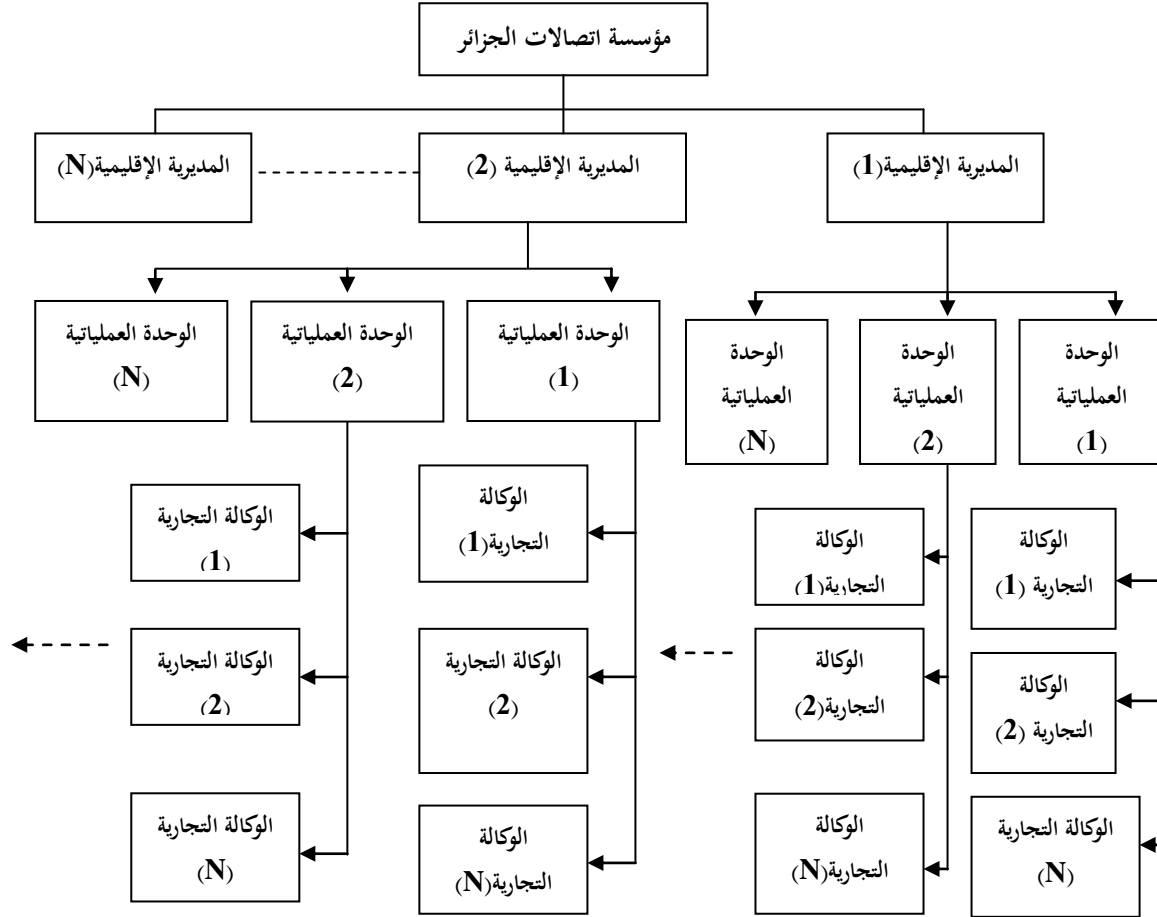 مؤسسة اتصالات الجزائر
المديرية الإقليمية(1)
المديرية الإقليمية (2)
المديرية الإقليمية(N)
الوحدة
العملياتية
(1)
الوحدة
العملياتية
(2)
الوحدة
العملياتية
(N)
الوحدة العملياتية
(1)
الوحدة العملياتية
(2)
الوحدة العملياتية
(N)
الوكالة
التجارية (1)
الوكالة
التجارية (2)
الوكالة التجارية
(N)
الوكالة
التجارية(1)
الوكالة
التجارية(2)
الوكالة
التجارية(N)
الوكالة
التجارية(1)
الوكالة التجارية
(2)
الوكالة
التجارية(N)
الوكالة التجارية
(1)
الوكالة التجارية
(2)
الوكالة التجارية
(N)